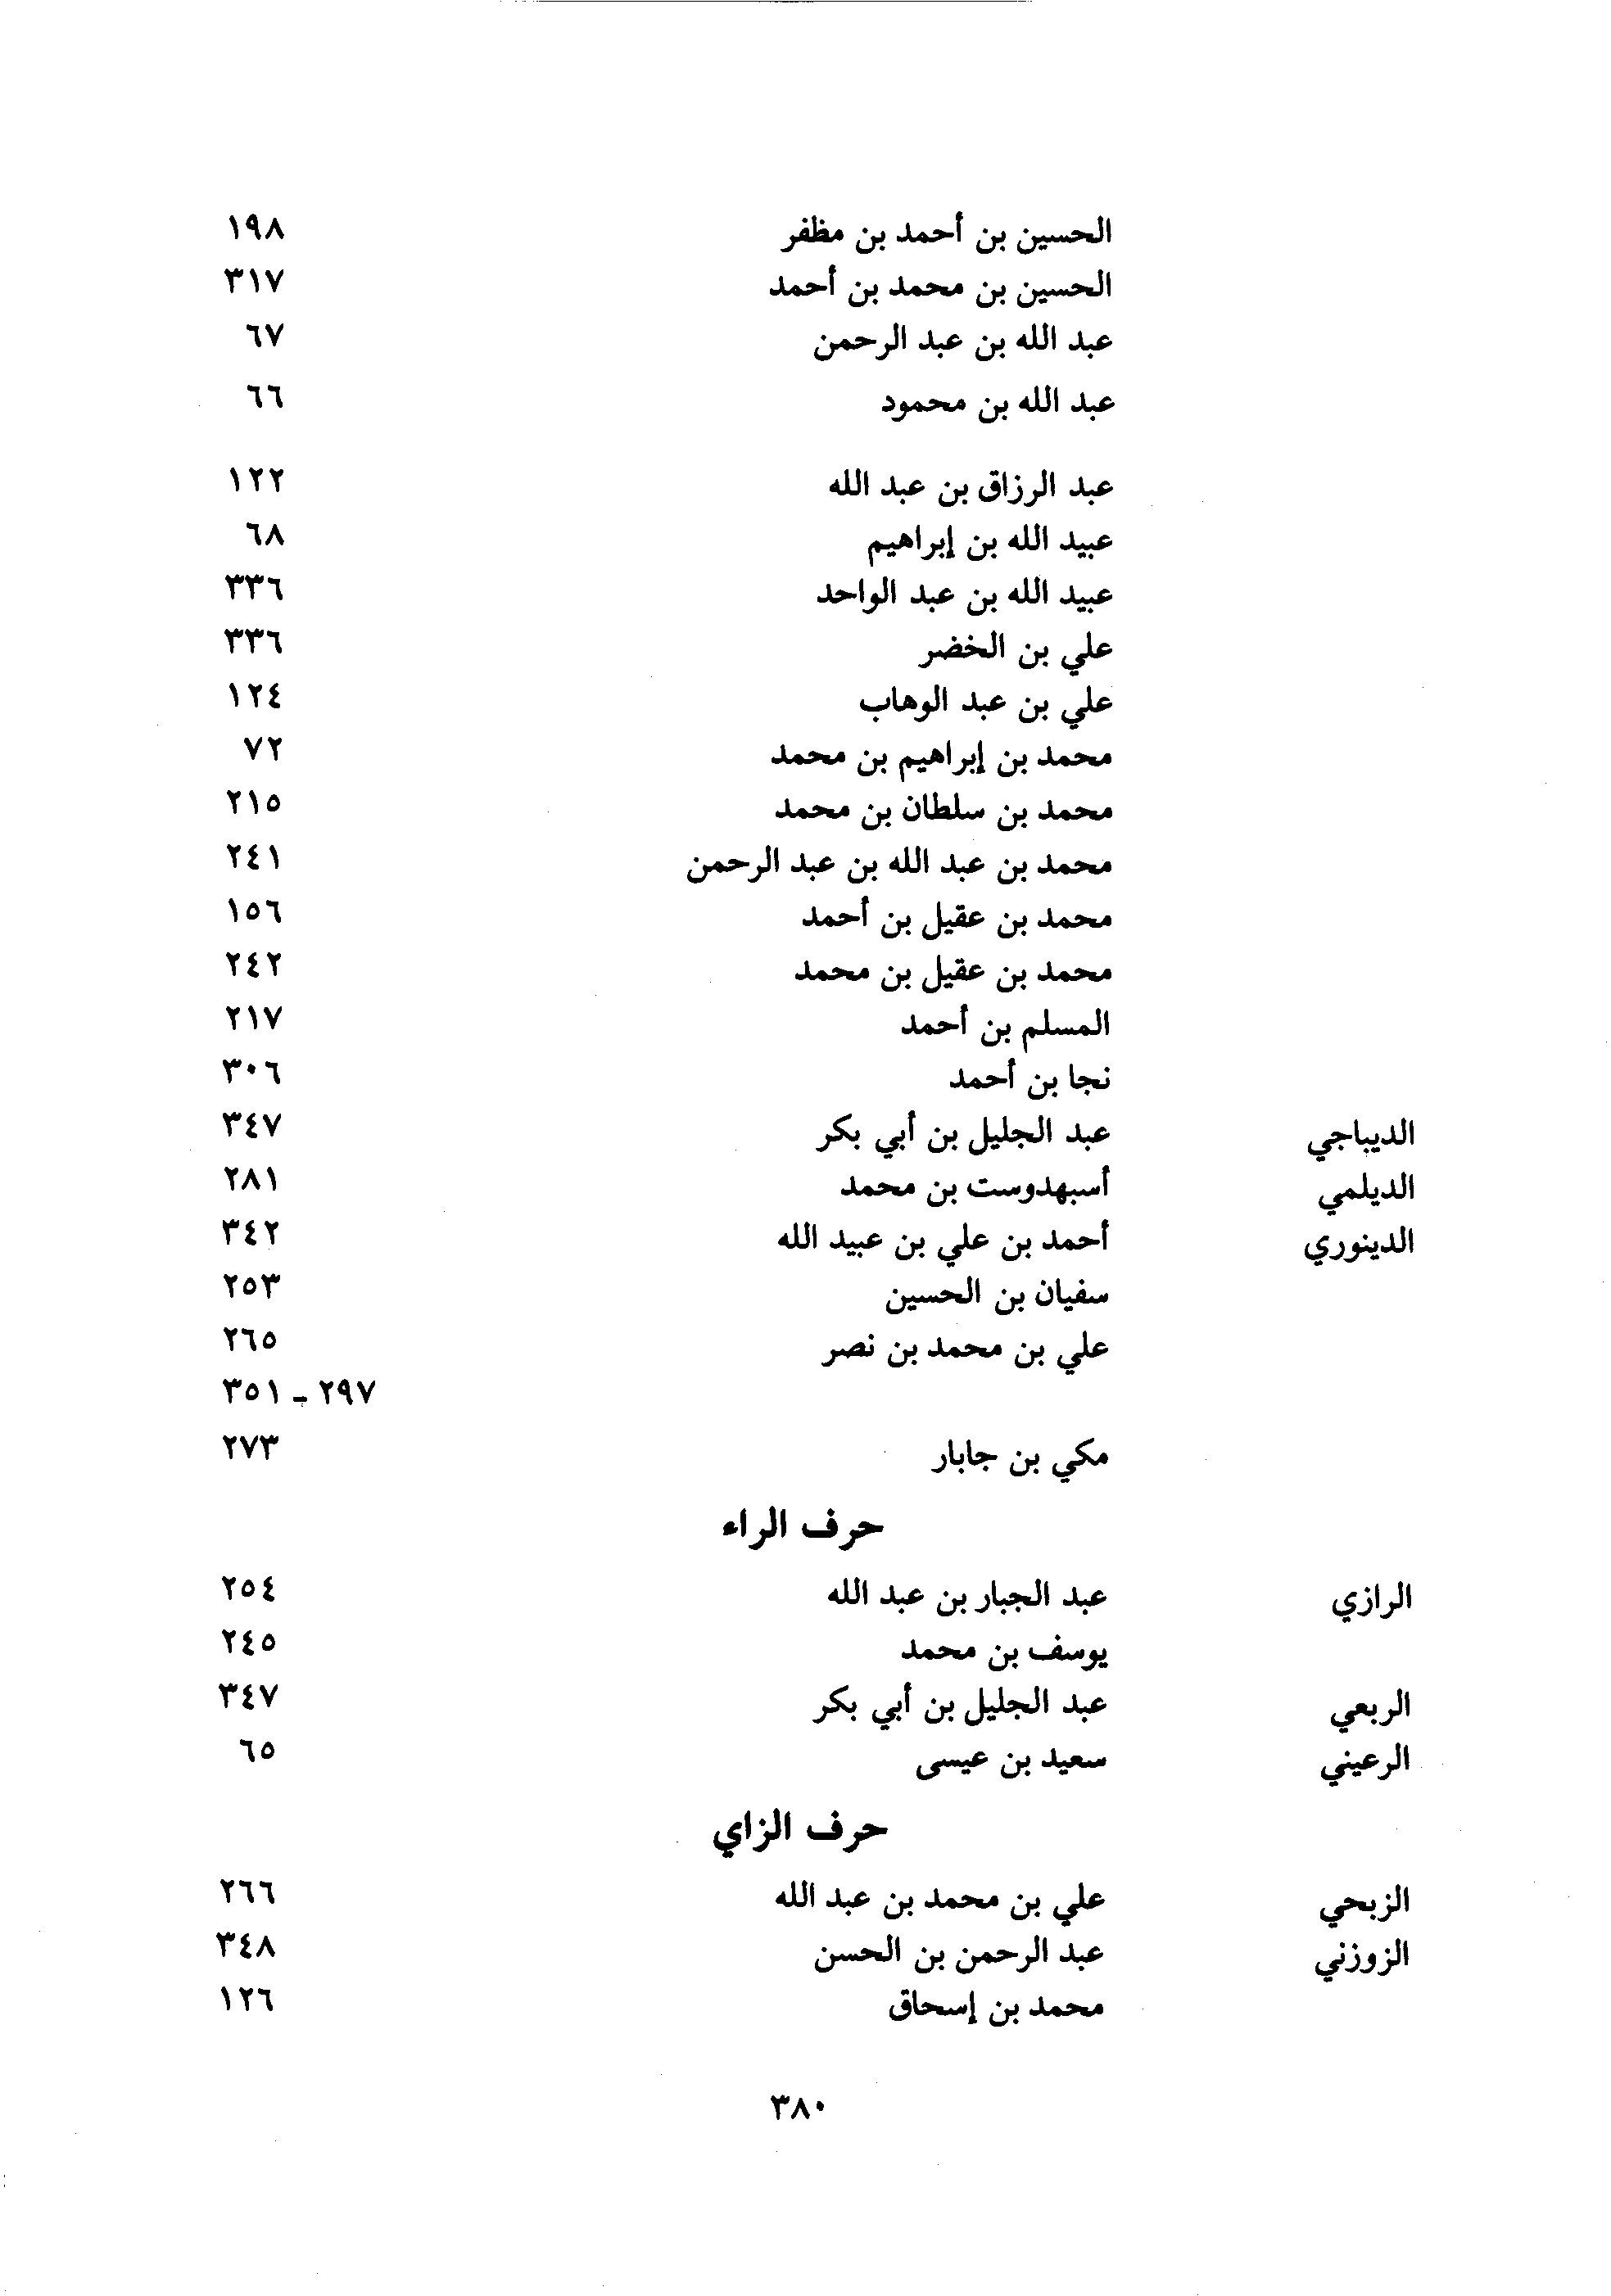 الحسين بن أحمد بن مظفر ١٩٨
الحسين بن محمد بن أحمد ٣١٧
عبد الله بن عبد الرحمن ٦٧
عبد الله بن محمود ٦٦
عبد الرزاق بن عبد الله ١٢٢
عبيد الله بن إبراهيم ٦٨
عبيد الله بن عبد الواحد ٣٣٦
علي بن الخضر ٣٣٦
علي بن عبد الوهاب ١٢٤
محمد بن إبراهيم بن محمد ٧٢
محمد بن سلطان بن محمد ٢١٥
محمد بن عبد الله بن عبد الرحمن ٢٤١
محمد بن عقيل بن أحمد ١٥٦
محمد بن عقيل بن محمد ٢٤٢
المسلم بن أحمد ٢١٧
نجا بن أحمد ٣٠٦
الديباجي عبد الجليل بن أبي بكر ٣٤٧
الديلمي أسبهدوست بن محمد ٢٨١
الدينوري أحمد بن علي بن عبيد الله ٣٤٢
سفيان بن الحسين ٢٥٣
علي بن محمد بن نصر ٢٦٥
٢٩٧ - ٣٥١
مكي بن جابار ٢٧٣
حرف الراء
الرازي عبد الجبار بن عبد الله ٢٥٤
يوسف بن محمد ٢٤٥
الربعي عبد الجليل بن أبي بكر ٣٤٧
الرعيني سعيد بن عيسى ٦٥
حرف الزاي
الزبحي علي بن محمد بن عبد الله ٢٦٦
الزوزني عبد الرحمن بن الحسن ٣٤٨
محمد بن إسحاق ١٢٦
٣٨٠